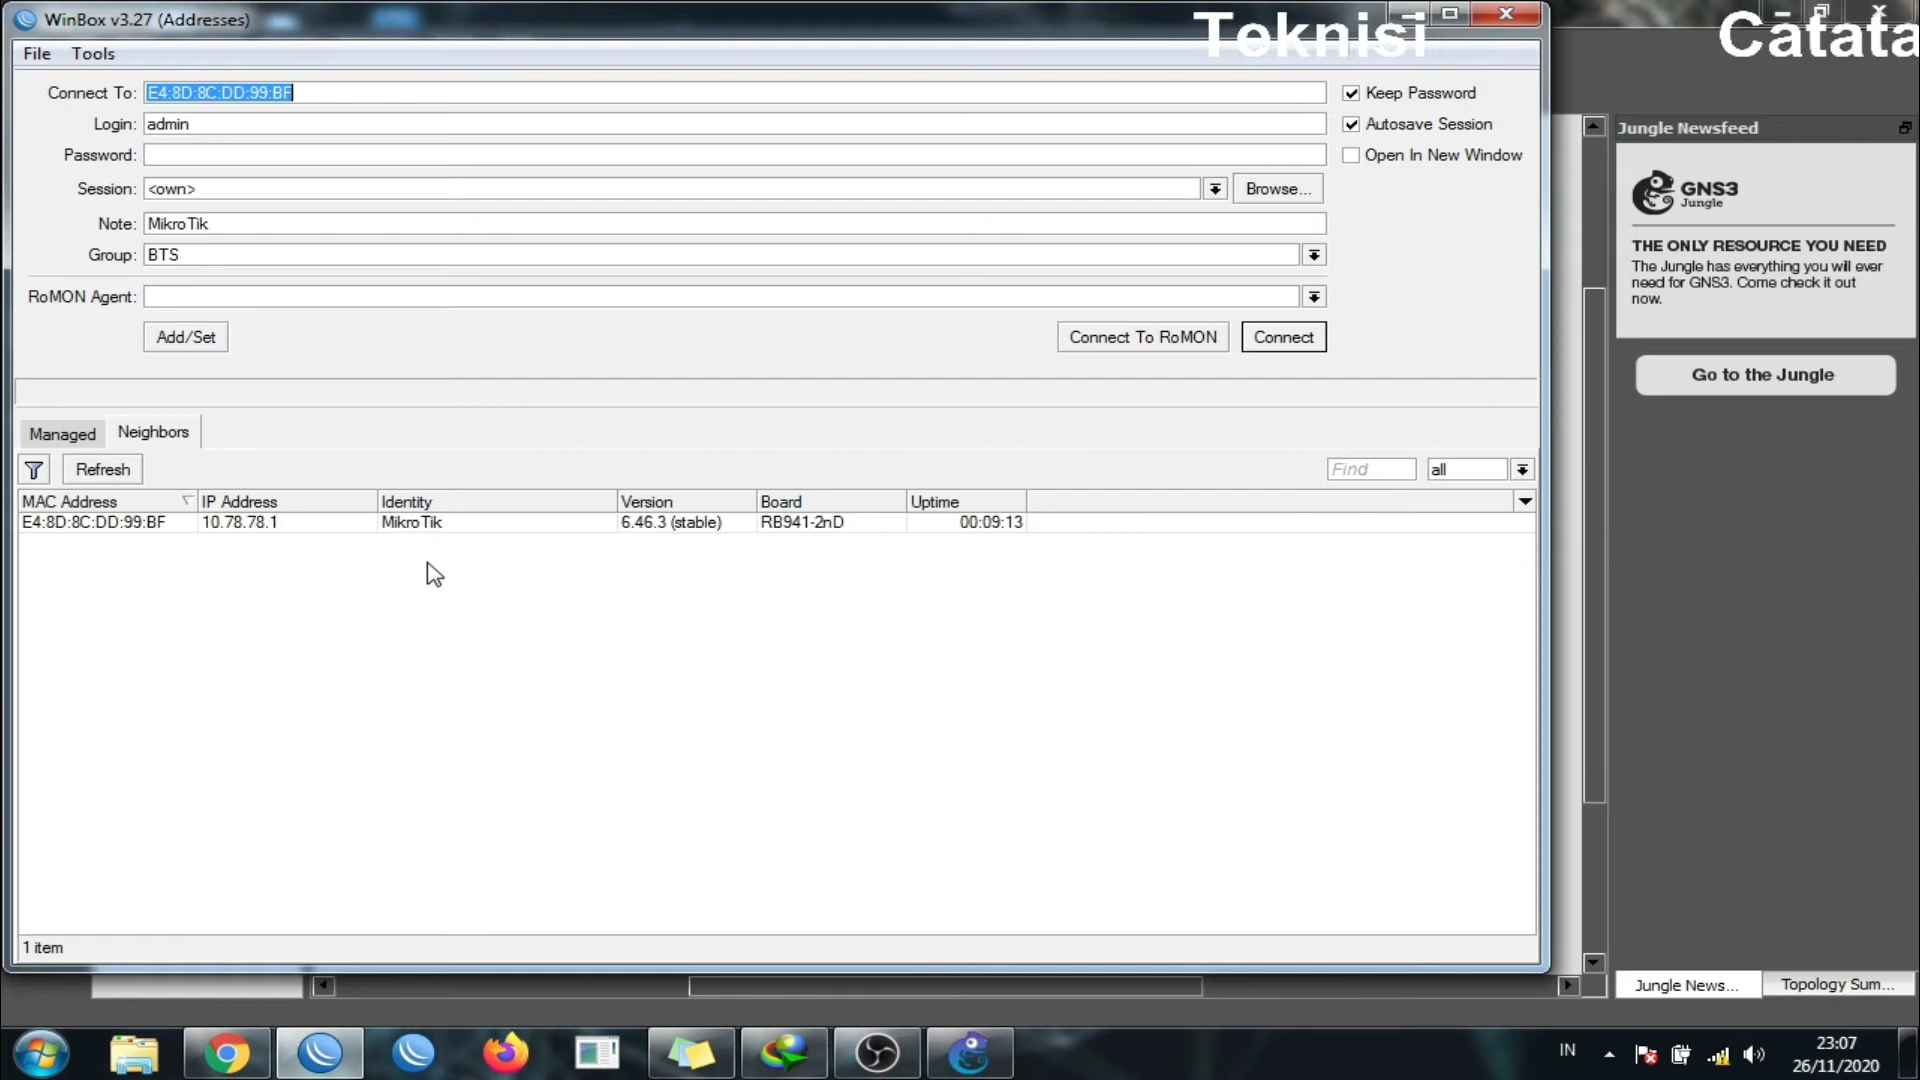 WinBox v3.27 (Addresses)
Teknisi
Catata
File Tools
Connect To: E4:8D:8C:DD:99:BF
Keep Password
Login: admin
Autosave Session
Password:
Open In New Window
Session: <own>
Browse...
Note: MikroTik
Group: BTS
RoMON Agent:
Add/Set
Connect To RoMON
Connect
Managed
Neighbors
Refresh
Find
all
MAC Address IP Address Identity Version Board Uptime
E4:8D:8C:DD:99:BF 10.78.78.1 MikroTik 6.46.3 (stable) RB941-2nD 00:09:13
1 item
Jungle Newsfeed
GNS3
Jungle
THE ONLY RESOURCE YOU NEED
The Jungle has everything you will ever
need for GNS3. Come check it out
now.
Go to the Jungle
Jungle News...
Topology Sum...
IN
23:07
26/11/2020